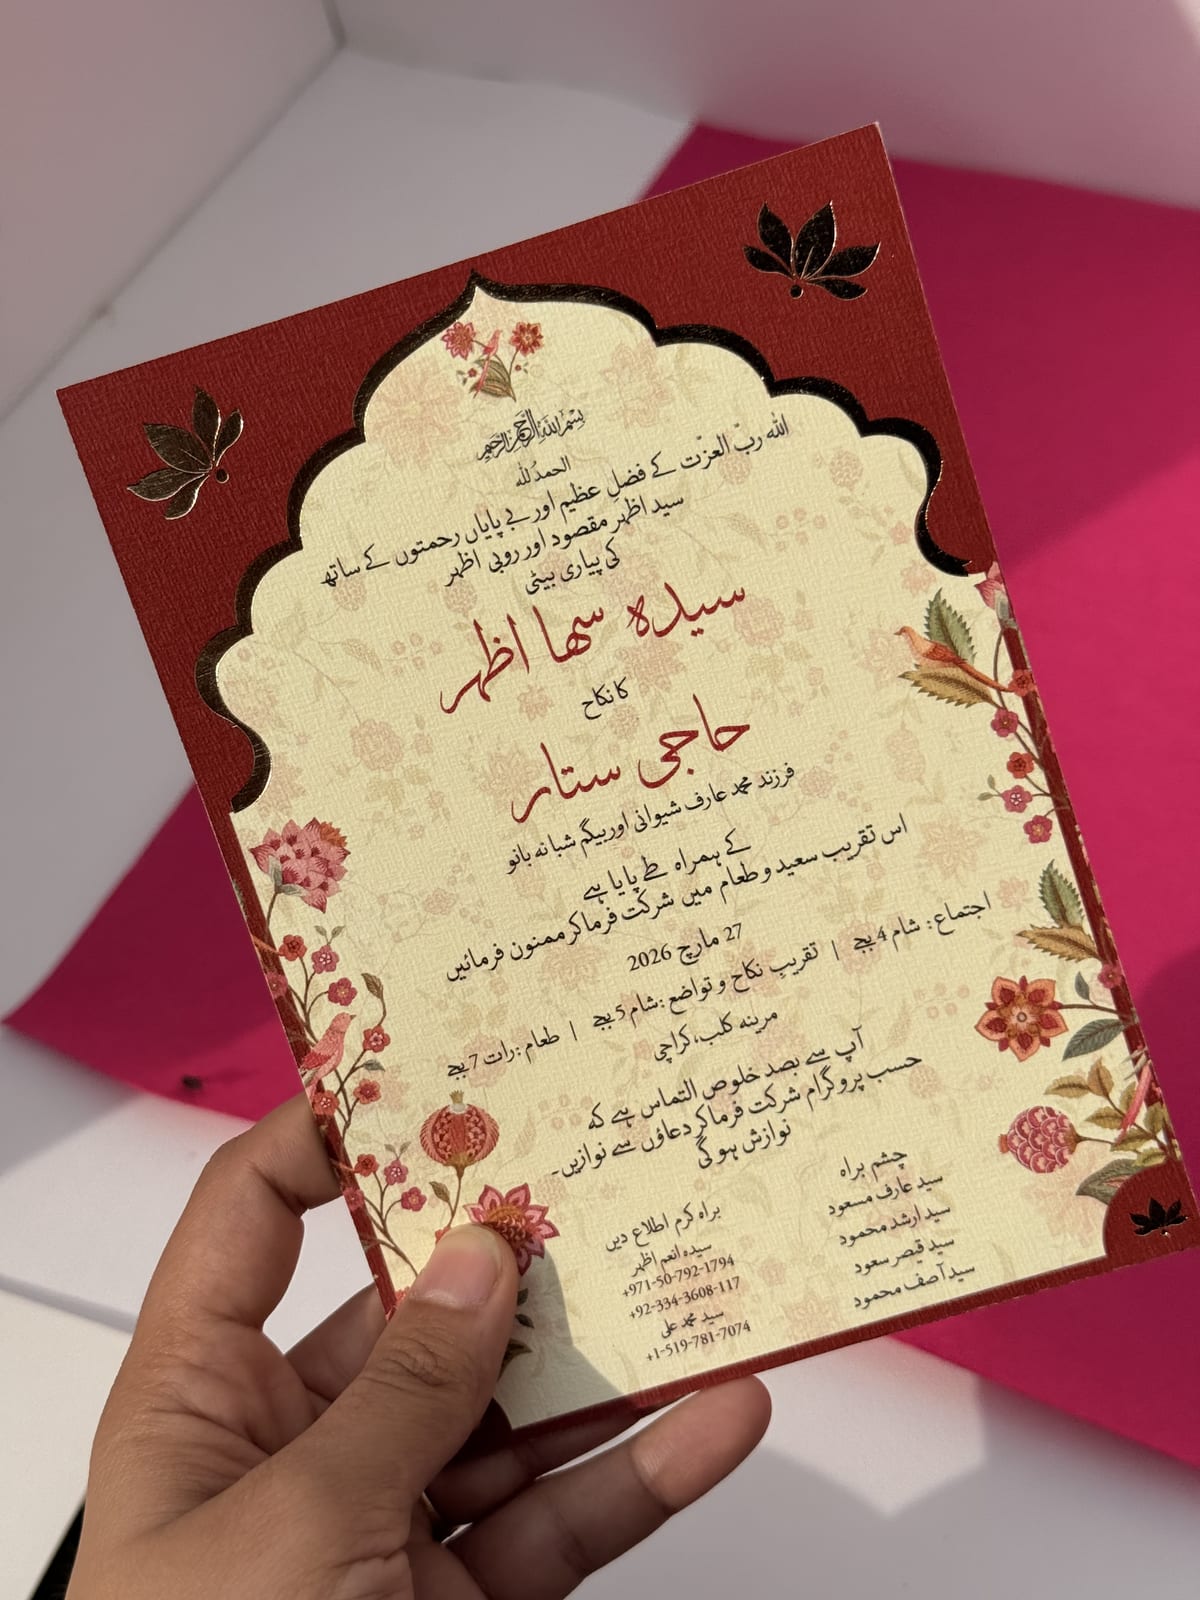 بسم اللہ الرحمن الرحیم
الحمدُ للہ
اللہ ربّ العزّت کے فضلِ عظیم اور بے پایاں رحمتوں کے ساتھ
سید اظہر مقصود اور روبی اظہر
کی پیاری بیٹی
سیدہ سھا اظہر
کا نکاح
حاجی ستار
فرزند محمد عارف شیوانی اور بیگم شبانہ بانو
کے ہمراہ طے پایا ہے
اس تقریب سعید و طعام میں شرکت فرما کر ممنون فرمائیں
27 مارچ 2026
اجتماع: شام 4 بجے | تقریبِ نکاح و تواضع: شام 5 بجے | طعام: رات 7 بجے
مرینہ کلب، کراچی
آپ سے بصد خلوص التماس ہے کہ
حسب پروگرام شرکت فرما کر دعاؤں سے نوازیں۔
نوازش ہوگی
چشم براہ
سید عارف مسعود
سید ارشد محمود
سید قیصر سعود
سید آصف محمود
براہ کرم اطلاع دیں
سیدہ انعم اظہر
+971-50-792-1794
+92-334-3608-117
سید محمد علی
+1-519-781-7074